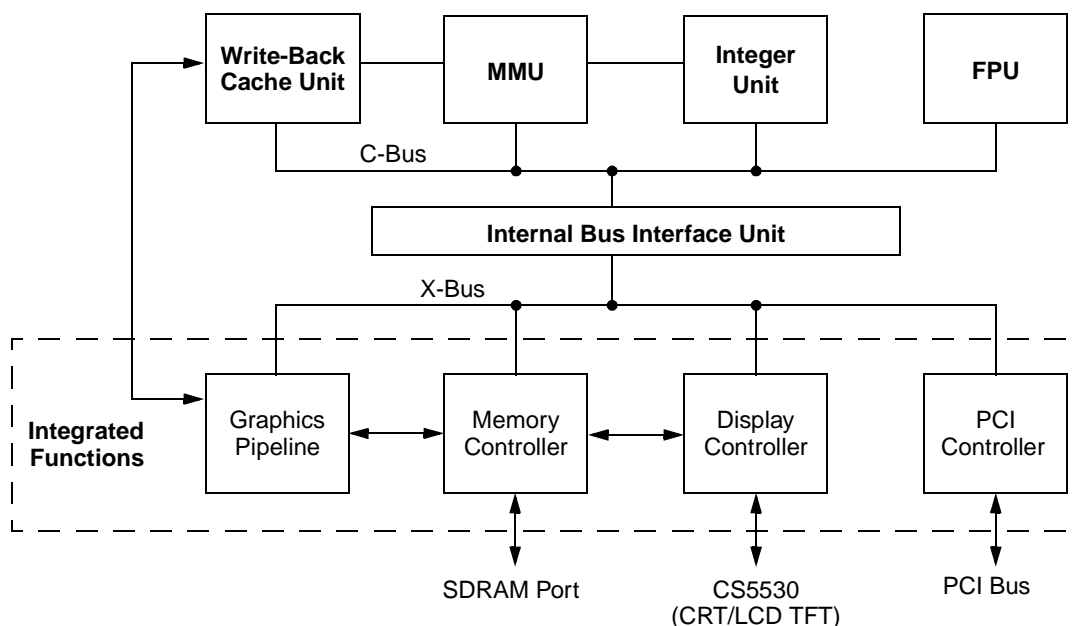 Write-Back
Cache Unit
MMU
Integer
Unit
FPU
C-Bus
Internal Bus Interface Unit
X-Bus
Integrated
Functions
Graphics
Pipeline
Memory
Controller
Display
Controller
PCI
Controller
SDRAM Port
CS5530
(CRT/LCD TFT)
PCI Bus